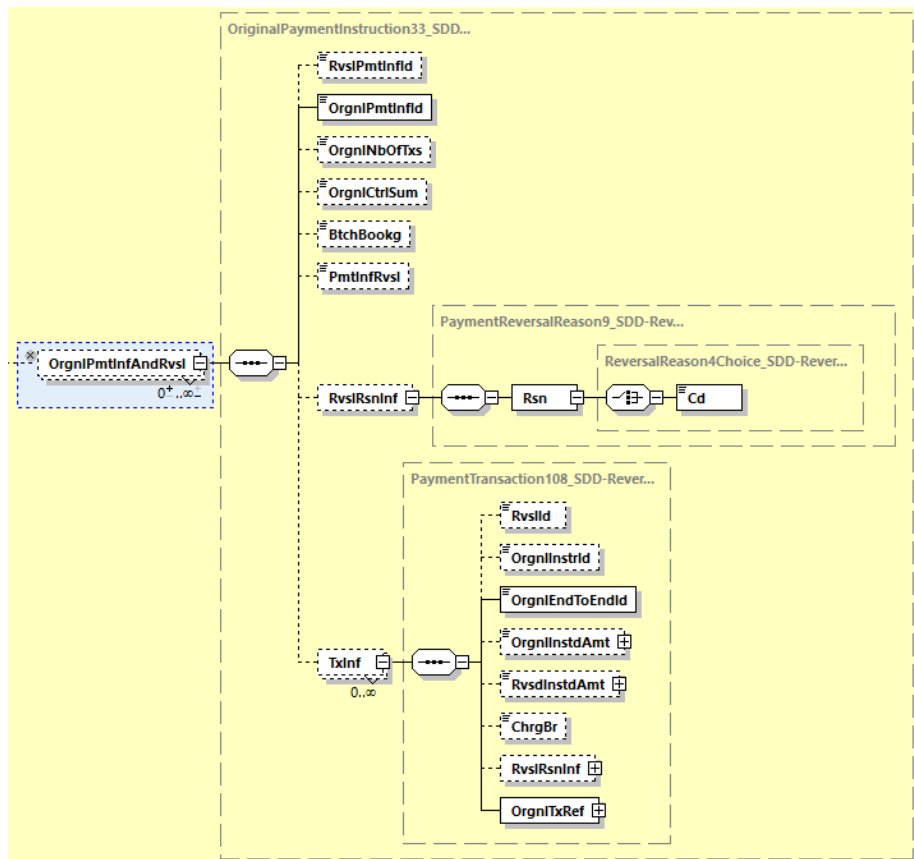 OriginalPaymentInstruction33_SDD...
RvslPmtInfId
OrgnlPmtInfId
OrgnlNbOfTxs
OrgnlCtrlSum
BtchBookg
PmtInfRvsl
PaymentReversalReason9_SDD-Rev...
ReversalReason4Choice_SDD-Rever...
OrgnlPmtInfAndRvsl
0..∞
RvslRsnInf
Rsn
Cd
PaymentTransaction108_SDD-Rever...
RvslId
OrgnlInstrId
OrgnlEndToEndId
OrgnlInstdAmt
TxInf
0..∞
RvsdInstdAmt
ChrgBr
RvslRsnInf
OrgnlTxRef